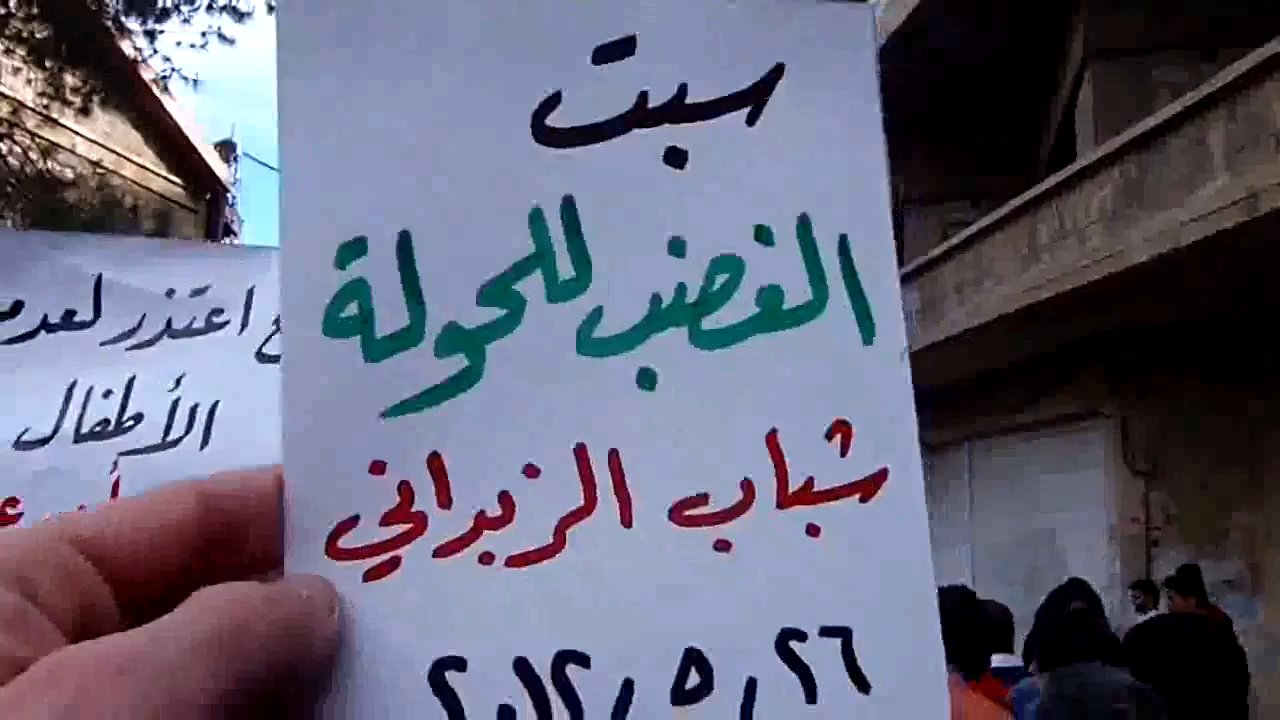 سبت
الغضب للحولة
شباب الزبداني
٢٠١٢/٥/٢٦
اعتذر لعدم
الأطفال